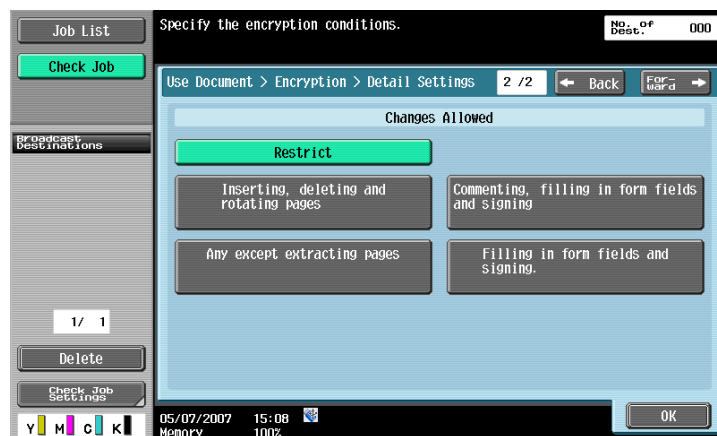 Job List
Check Job
Broadcast
Destinations
1/ 1
Delete
Check Job
Settings
Y M C K
Specify the encryption conditions.
No. of
Dest.
000
Use Document > Encryption > Detail Settings
2 /2
← Back
For-
ward →
Changes Allowed
Restrict
Inserting, deleting and
rotating pages
Commenting, filling in form fields
and signing
Any except extracting pages
Filling in form fields and
signing.
05/07/2007 15:08
Memory 100%
OK